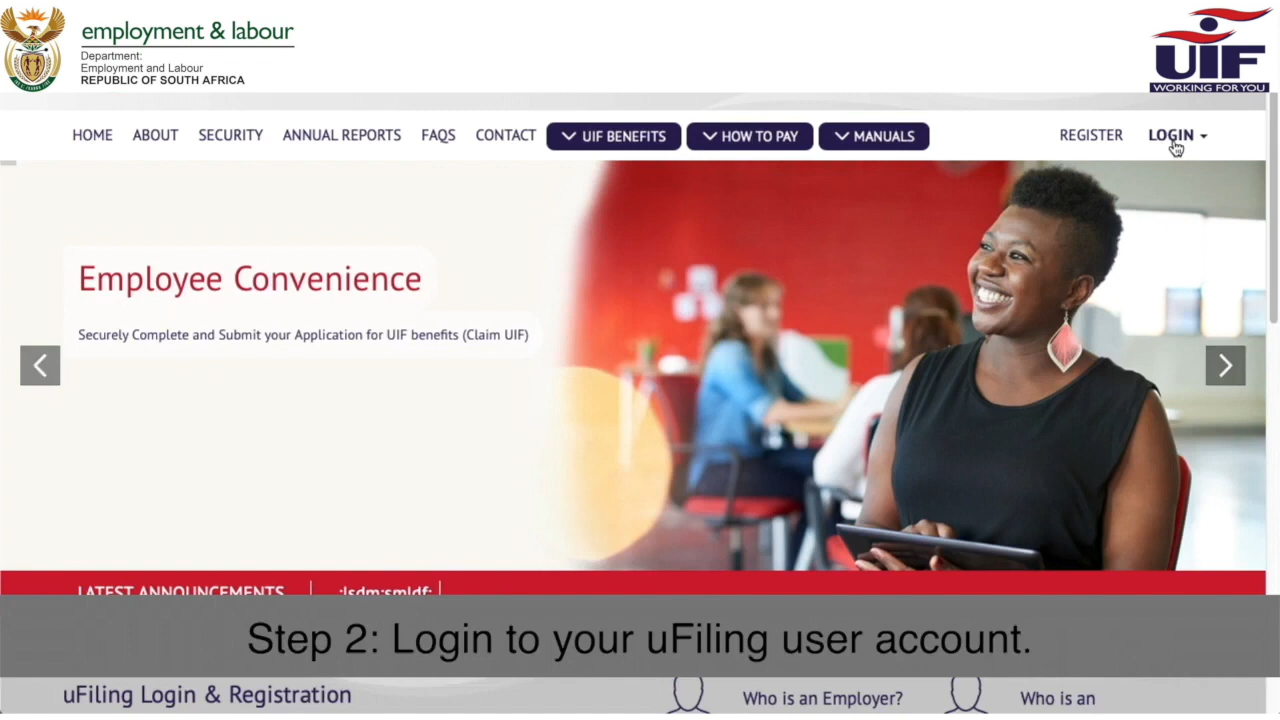 employment & labour
Department:
Employment and Labour
REPUBLIC OF SOUTH AFRICA
UIF
WORKING FOR YOU
HOME ABOUT SECURITY ANNUAL REPORTS FAQS CONTACT UIF BENEFITS HOW TO PAY MANUALS REGISTER LOGIN
Employee Convenience
Securely Complete and Submit your Application for UIF benefits (Claim UIF)
LATEST ANNOUNCEMENTS
Step 2: Login to your uFiling user account.
uFiling Login & Registration
Who is an Employer?
Who is an